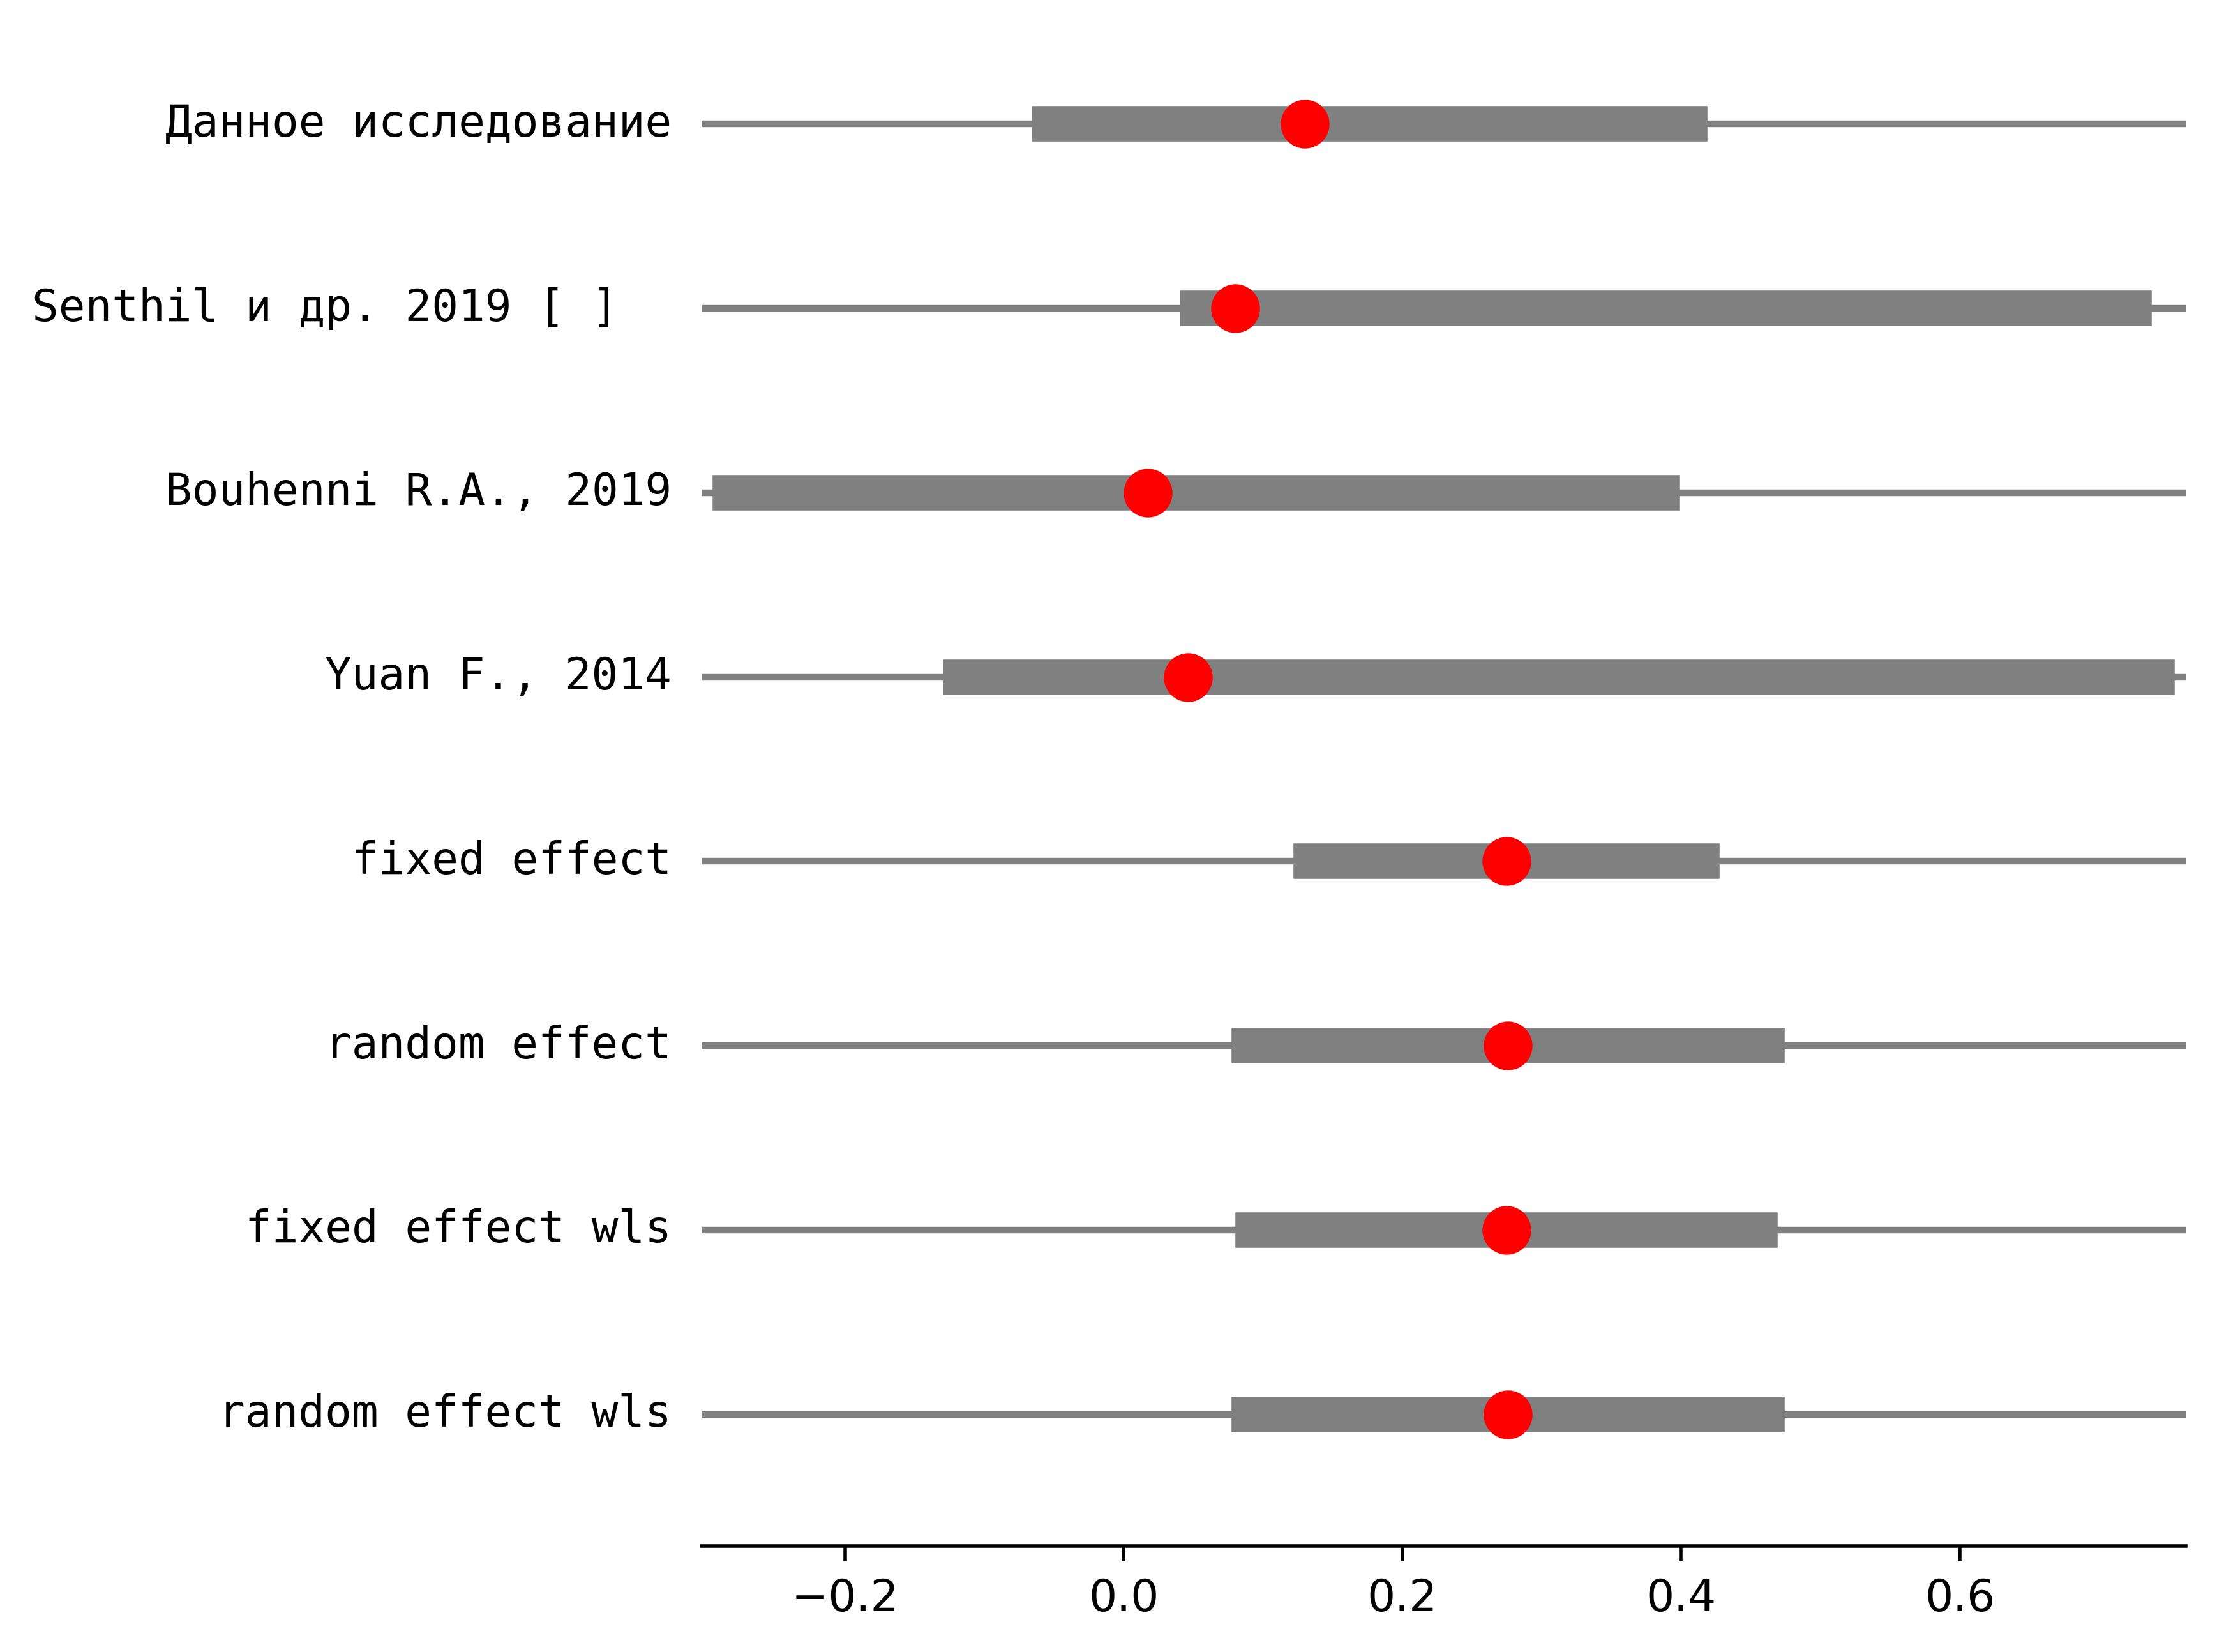 Данное исследование
Senthil и др. 2019 [ ]
Bouhenni R.A., 2019
Yuan F., 2014
fixed effect
random effect
fixed effect wls
random effect wls
−0.2 0.0 0.2 0.4 0.6